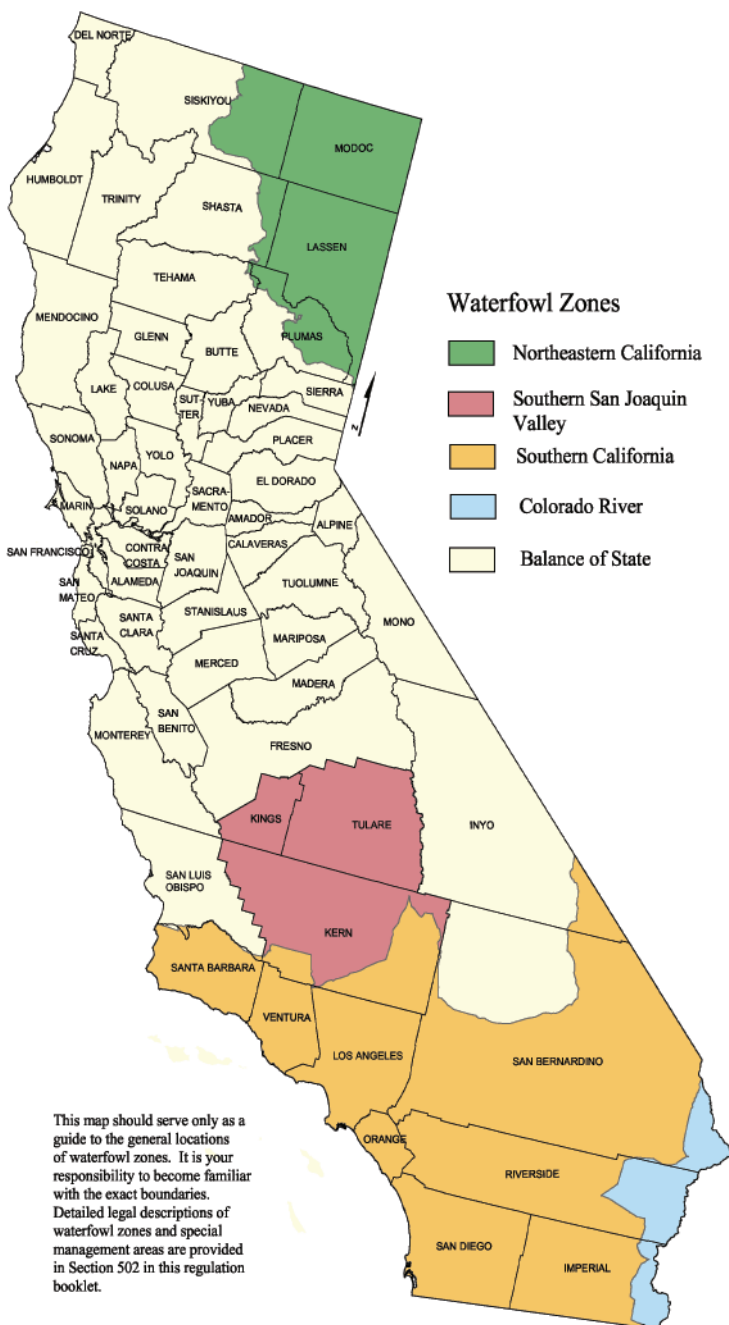 DEL NORTE
SISKIYOU
MODOC
HUMBOLDT
TRINITY
SHASTA
LASSEN
TEHAMA
MENDOCINO
GLENN
BUTTE
PLUMAS
LAKE
COLUSA
SUT-
TER
YUBA
SIERRA
NEVADA
PLACER
SONOMA
NAPA
YOLO
EL DORADO
SACRA-
MENTO
MARIN
SOLANO
AMADOR
ALPINE
SAN FRANCISCO
CONTRA
COSTA
SAN
JOAQUIN
CALAVERAS
ALAMEDA
TUOLUMNE
SAN
MATEO
MONO
STANISLAUS
SANTA
CLARA
SANTA
CRUZ
MARIPOSA
MERCED
MADERA
SAN
BENITO
MONTEREY
FRESNO
KINGS
TULARE
INYO
SAN LUIS
OBISPO
KERN
SANTA BARBARA
VENTURA
LOS ANGELES
SAN BERNARDINO
ORANGE
RIVERSIDE
SAN DIEGO
IMPERIAL
N
Waterfowl Zones
Northeastern California
Southern San Joaquin
Valley
Southern California
Colorado River
Balance of State
This map should serve only as a
guide to the general locations
of waterfowl zones. It is your
responsibility to become familiar
with the exact boundaries.
Detailed legal descriptions of
waterfowl zones and special
management areas are provided
in Section 502 in this regulation
booklet.